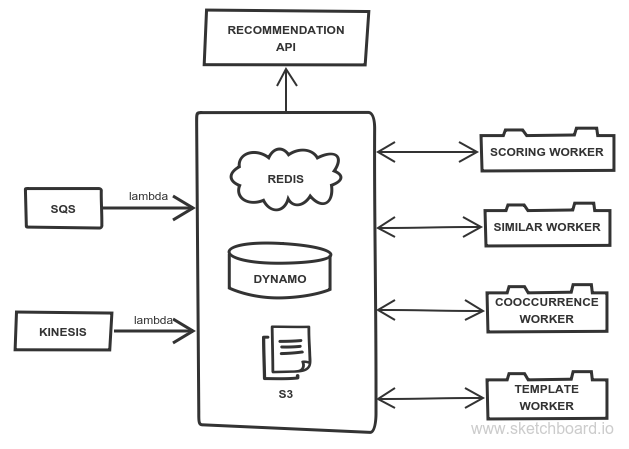 RECOMMENDATION
API
REDIS
SCORING WORKER
lambda
SQS
SIMILAR WORKER
DYNAMO
COOCCURRENCE
WORKER
lambda
KINESIS
S3
TEMPLATE
WORKER
www.sketchboard.io